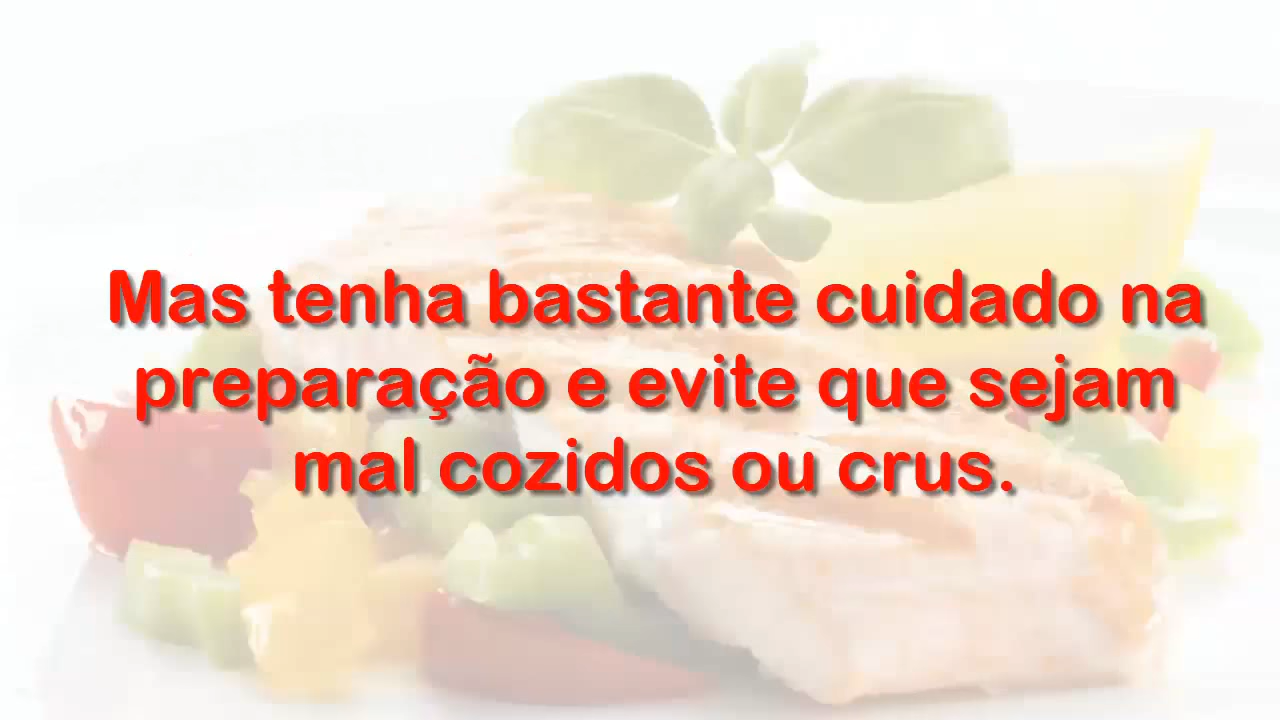 Mas tenha bastante cuidado na
preparação e evite que sejam
mal cozidos ou crus.